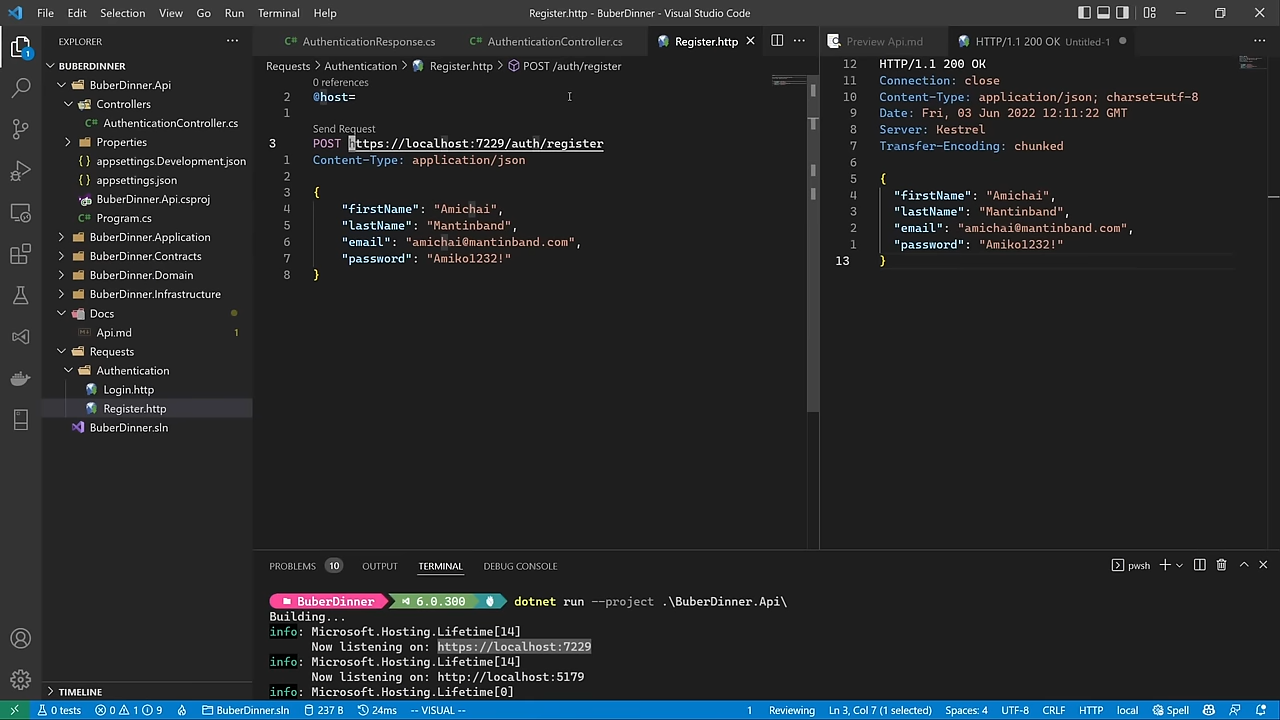 File Edit Selection View Go Run Terminal Help
Register.http - BuberDinner - Visual Studio Code
EXPLORER
BUBERDINNER
BuberDinner.Api
Controllers
AuthenticationController.cs
Properties
appsettings.Development.json
appsettings.json
BuberDinner.Api.csproj
Program.cs
BuberDinner.Application
BuberDinner.Contracts
BuberDinner.Domain
BuberDinner.Infrastructure
Docs
Api.md 1
Requests
Authentication
Login.http
Register.http
BuberDinner.sln
TIMELINE
1
AuthenticationResponse.cs AuthenticationController.cs Register.http
Requests > Authentication > Register.http > POST /auth/register
0 references
2 @host=
1
Send Request
3 POST https://localhost:7229/auth/register
1 Content-Type: application/json
2
3 {
4 "firstName": "Amichai",
5 "lastName": "Mantinband",
6 "email": "amichai@mantinband.com",
7 "password": "Amiko1232!"
8 }
Preview Api.md HTTP/1.1 200 OK Untitled-1
12 HTTP/1.1 200 OK
11 Connection: close
10 Content-Type: application/json; charset=utf-8
9 Date: Fri, 03 Jun 2022 12:11:22 GMT
8 Server: Kestrel
7 Transfer-Encoding: chunked
6
5 {
4 "firstName": "Amichai",
3 "lastName": "Mantinband",
2 "email": "amichai@mantinband.com",
1 "password": "Amiko1232!"
13 }
PROBLEMS 10 OUTPUT TERMINAL DEBUG CONSOLE
pwsh
BuberDinner 6.0.300 dotnet run --project .\BuberDinner.Api\
Building...
info: Microsoft.Hosting.Lifetime[14]
Now listening on: https://localhost:7229
info: Microsoft.Hosting.Lifetime[14]
Now listening on: http://localhost:5179
info: Microsoft.Hosting.Lifetime[0]
0 tests 0 1 9 BuberDinner.sln 237 B 24ms -- VISUAL -- 1 Reviewing Ln 3, Col 7 (1 selected) Spaces: 4 UTF-8 CRLF HTTP local Spell